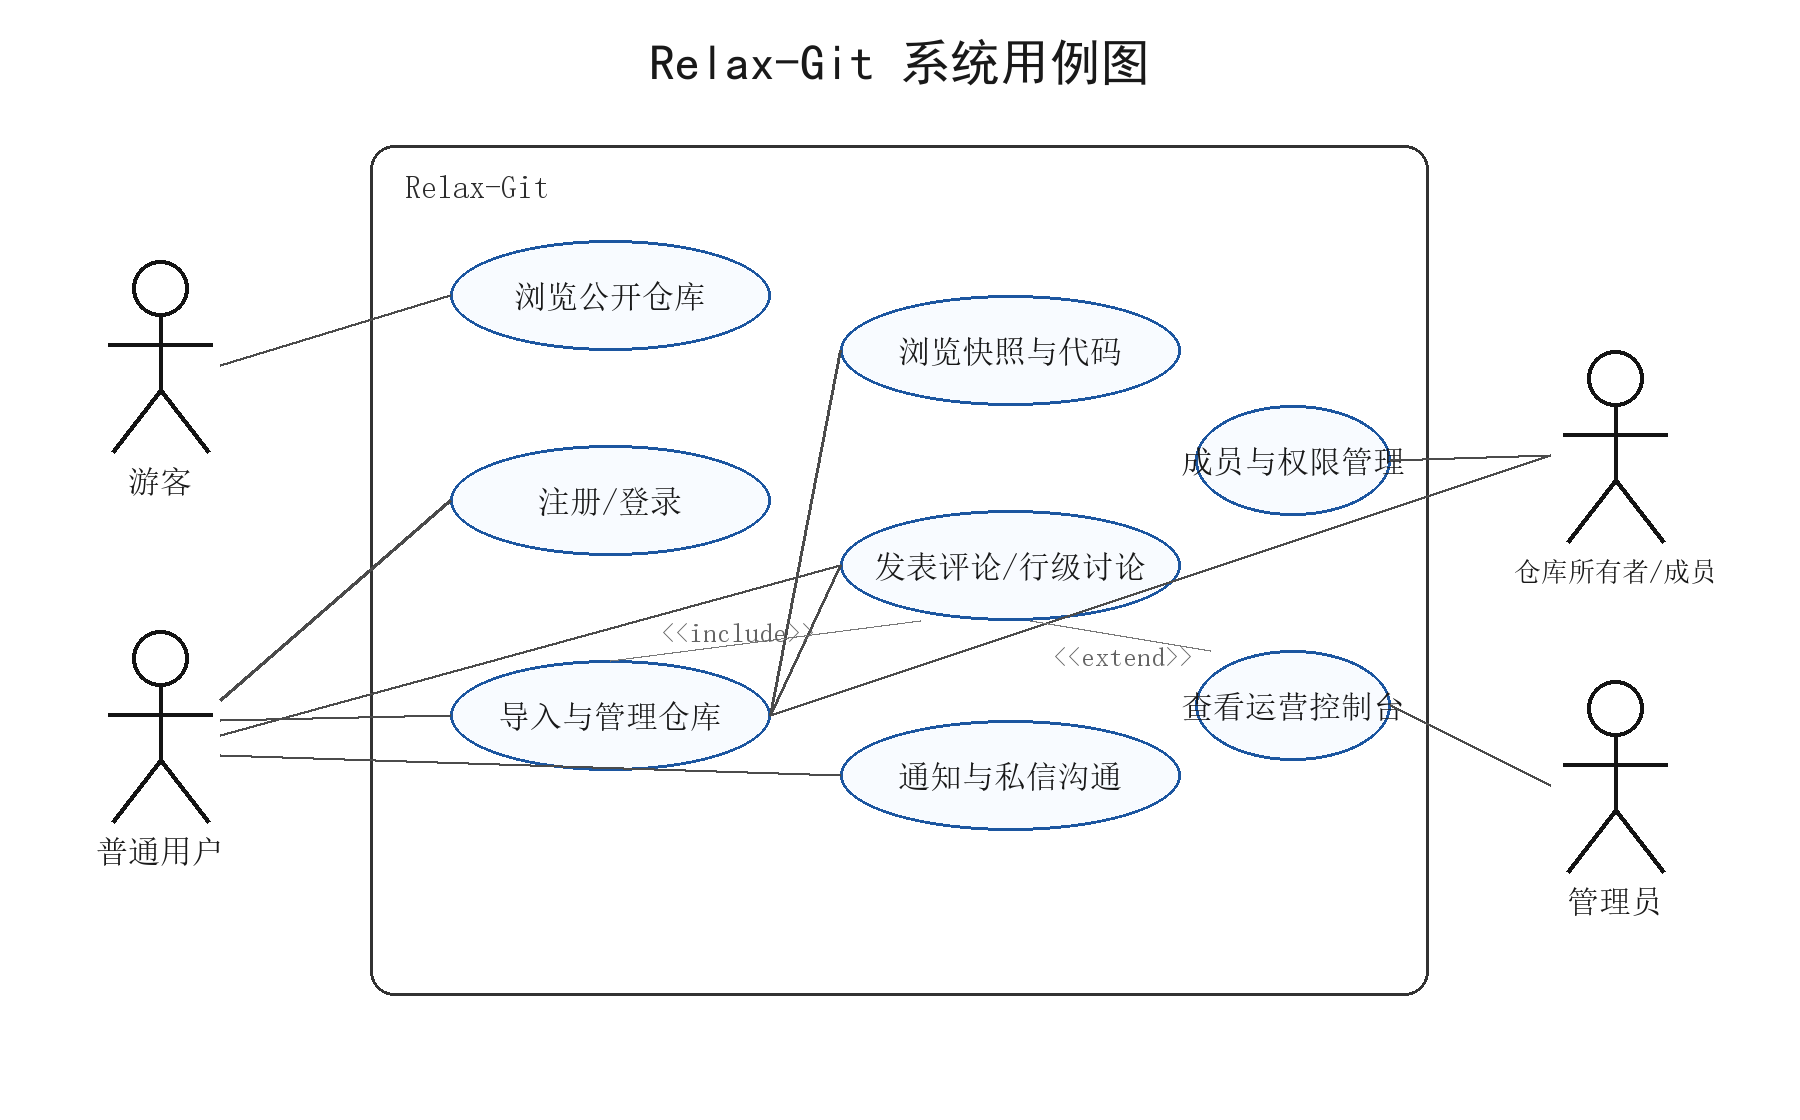 Relax-Git 系统用例图
Relax-Git
浏览公开仓库
浏览快照与代码
成员与权限管理
游客
注册/登录
发表评论/行级讨论
仓库所有者/成员
<<include>>
<<extend>>
导入与管理仓库
查看运营控制台
通知与私信沟通
普通用户
管理员